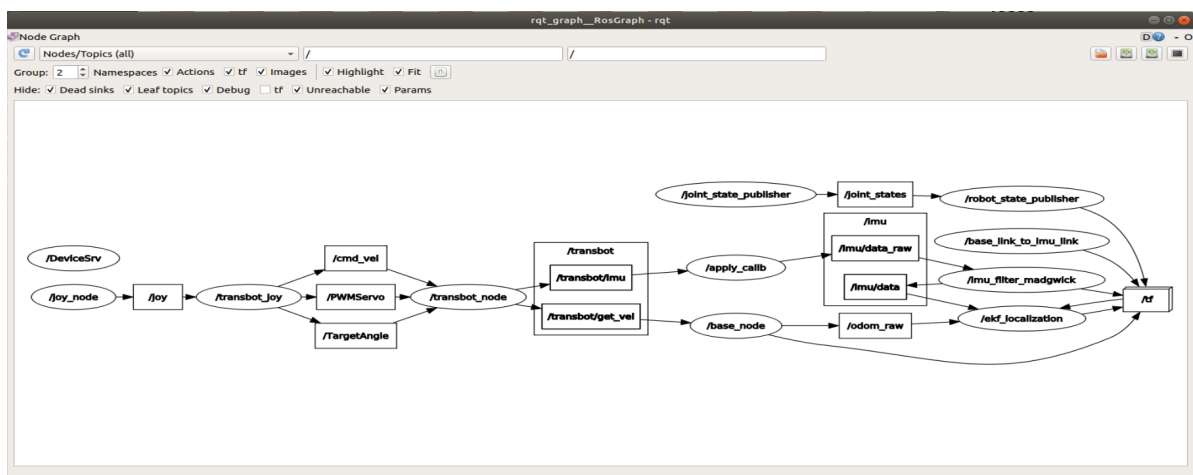 rqt_graph__RosGraph - rqt
Node Graph
D - O
Nodes/Topics (all) / /
Group: 2 Namespaces Actions tf Images Highlight Fit
Hide: Dead sinks Leaf topics Debug tf Unreachable Params
/joint_state_publisher /joint_states /robot_state_publisher
/imu
/DeviceSrv /cmd_vel /transbot /imu/data_raw /base_link_to_imu_link
/transbot/imu /apply_calib /imu_filter_madgwick
/joy_node /joy /transbot_joy /PWMServo /transbot_node /imu/data /tf
/transbot/get_vel /base_node /odom_raw /ekf_localization
/TargetAngle